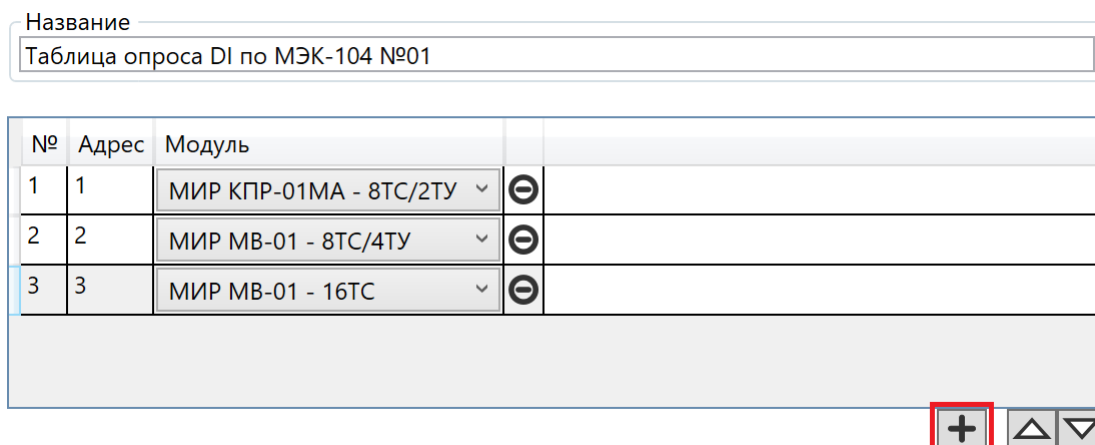 Название
Таблица опроса DI по МЭК-104 №01
№ Адрес Модуль
1 1 МИР КПР-01МА - 8ТС/2ТУ
2 2 МИР МВ-01 - 8ТС/4ТУ
3 3 МИР МВ-01 - 16ТС